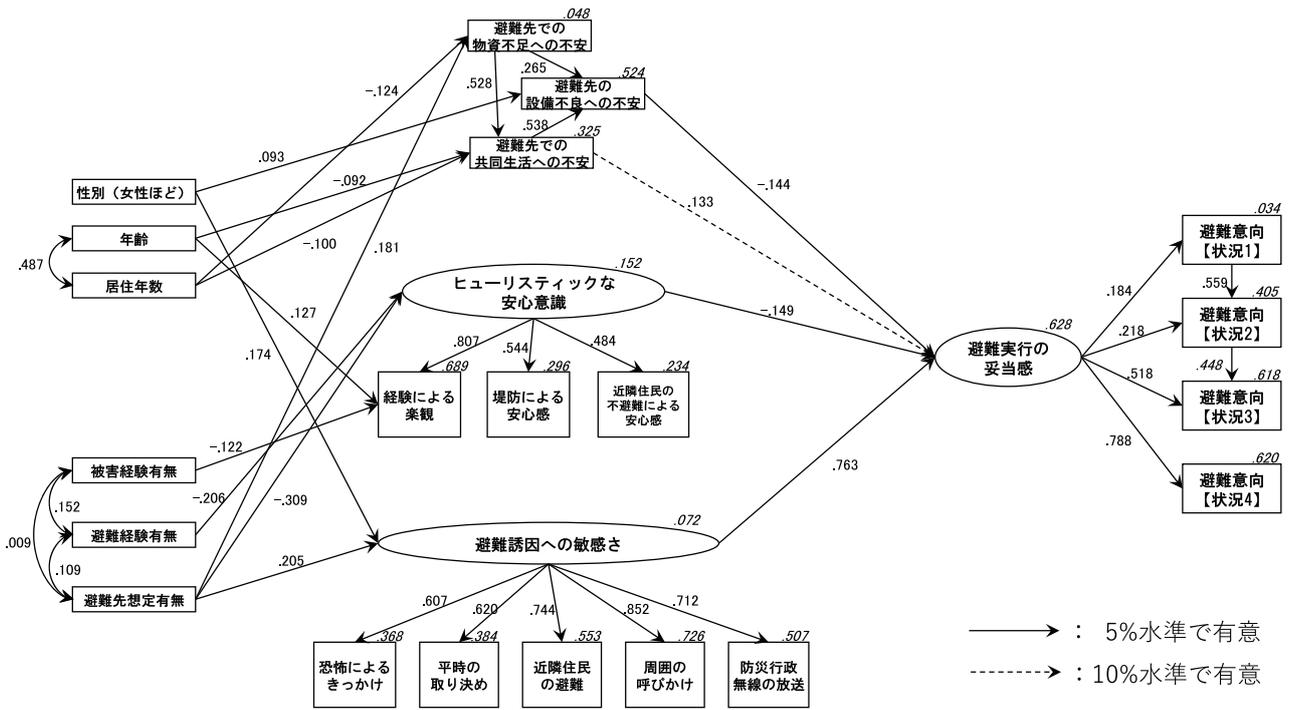 .048
避難先での
物資不足への不安
.265
.528
.524
避難先の
設備不良への不安
.538
.325
避難先での
共同生活への不安
-.124
.093
-.092
-.100
.181
-.144
.133
性別（女性ほど）
年齢
居住年数
.487
.127
.174
.152
ヒューリスティックな
安心意識
-.149
.807
.544
.484
.689
経験による
楽観
.296
堤防による
安心感
.234
近隣住民の
不避難による
安心感
.628
避難実行の
妥当感
.184
.218
.518
.788
.034
避難意向
【状況1】
.559
.405
避難意向
【状況2】
.448
.618
避難意向
【状況3】
.620
避難意向
【状況4】
-.122
被害経験有無
.152
-.206
-.309
避難経験有無
.009
.109
避難先想定有無
.205
.763
.072
避難誘因への敏感さ
.607
.620
.744
.852
.712
.368
恐怖による
きっかけ
.384
平時の
取り決め
.553
近隣住民
の避難
.726
周囲の
呼びかけ
.507
防災行政
無線の放送
： 5%水準で有意
：10%水準で有意